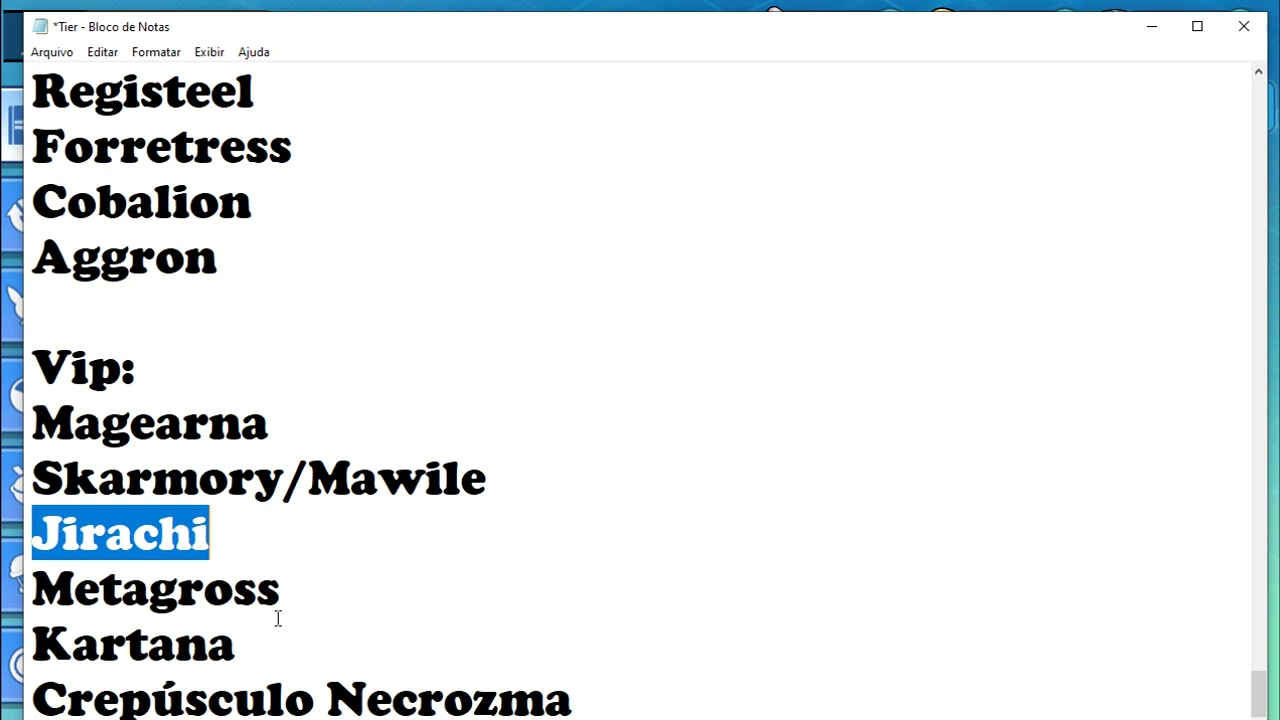 *Tier - Bloco de Notas
Arquivo Editar Formatar Exibir Ajuda
Registeel
Forretress
Cobalion
Aggron
Vip:
Magearna
Skarmory/Mawile
Jirachi
Metagross
Kartana
Crepúsculo Necrozma